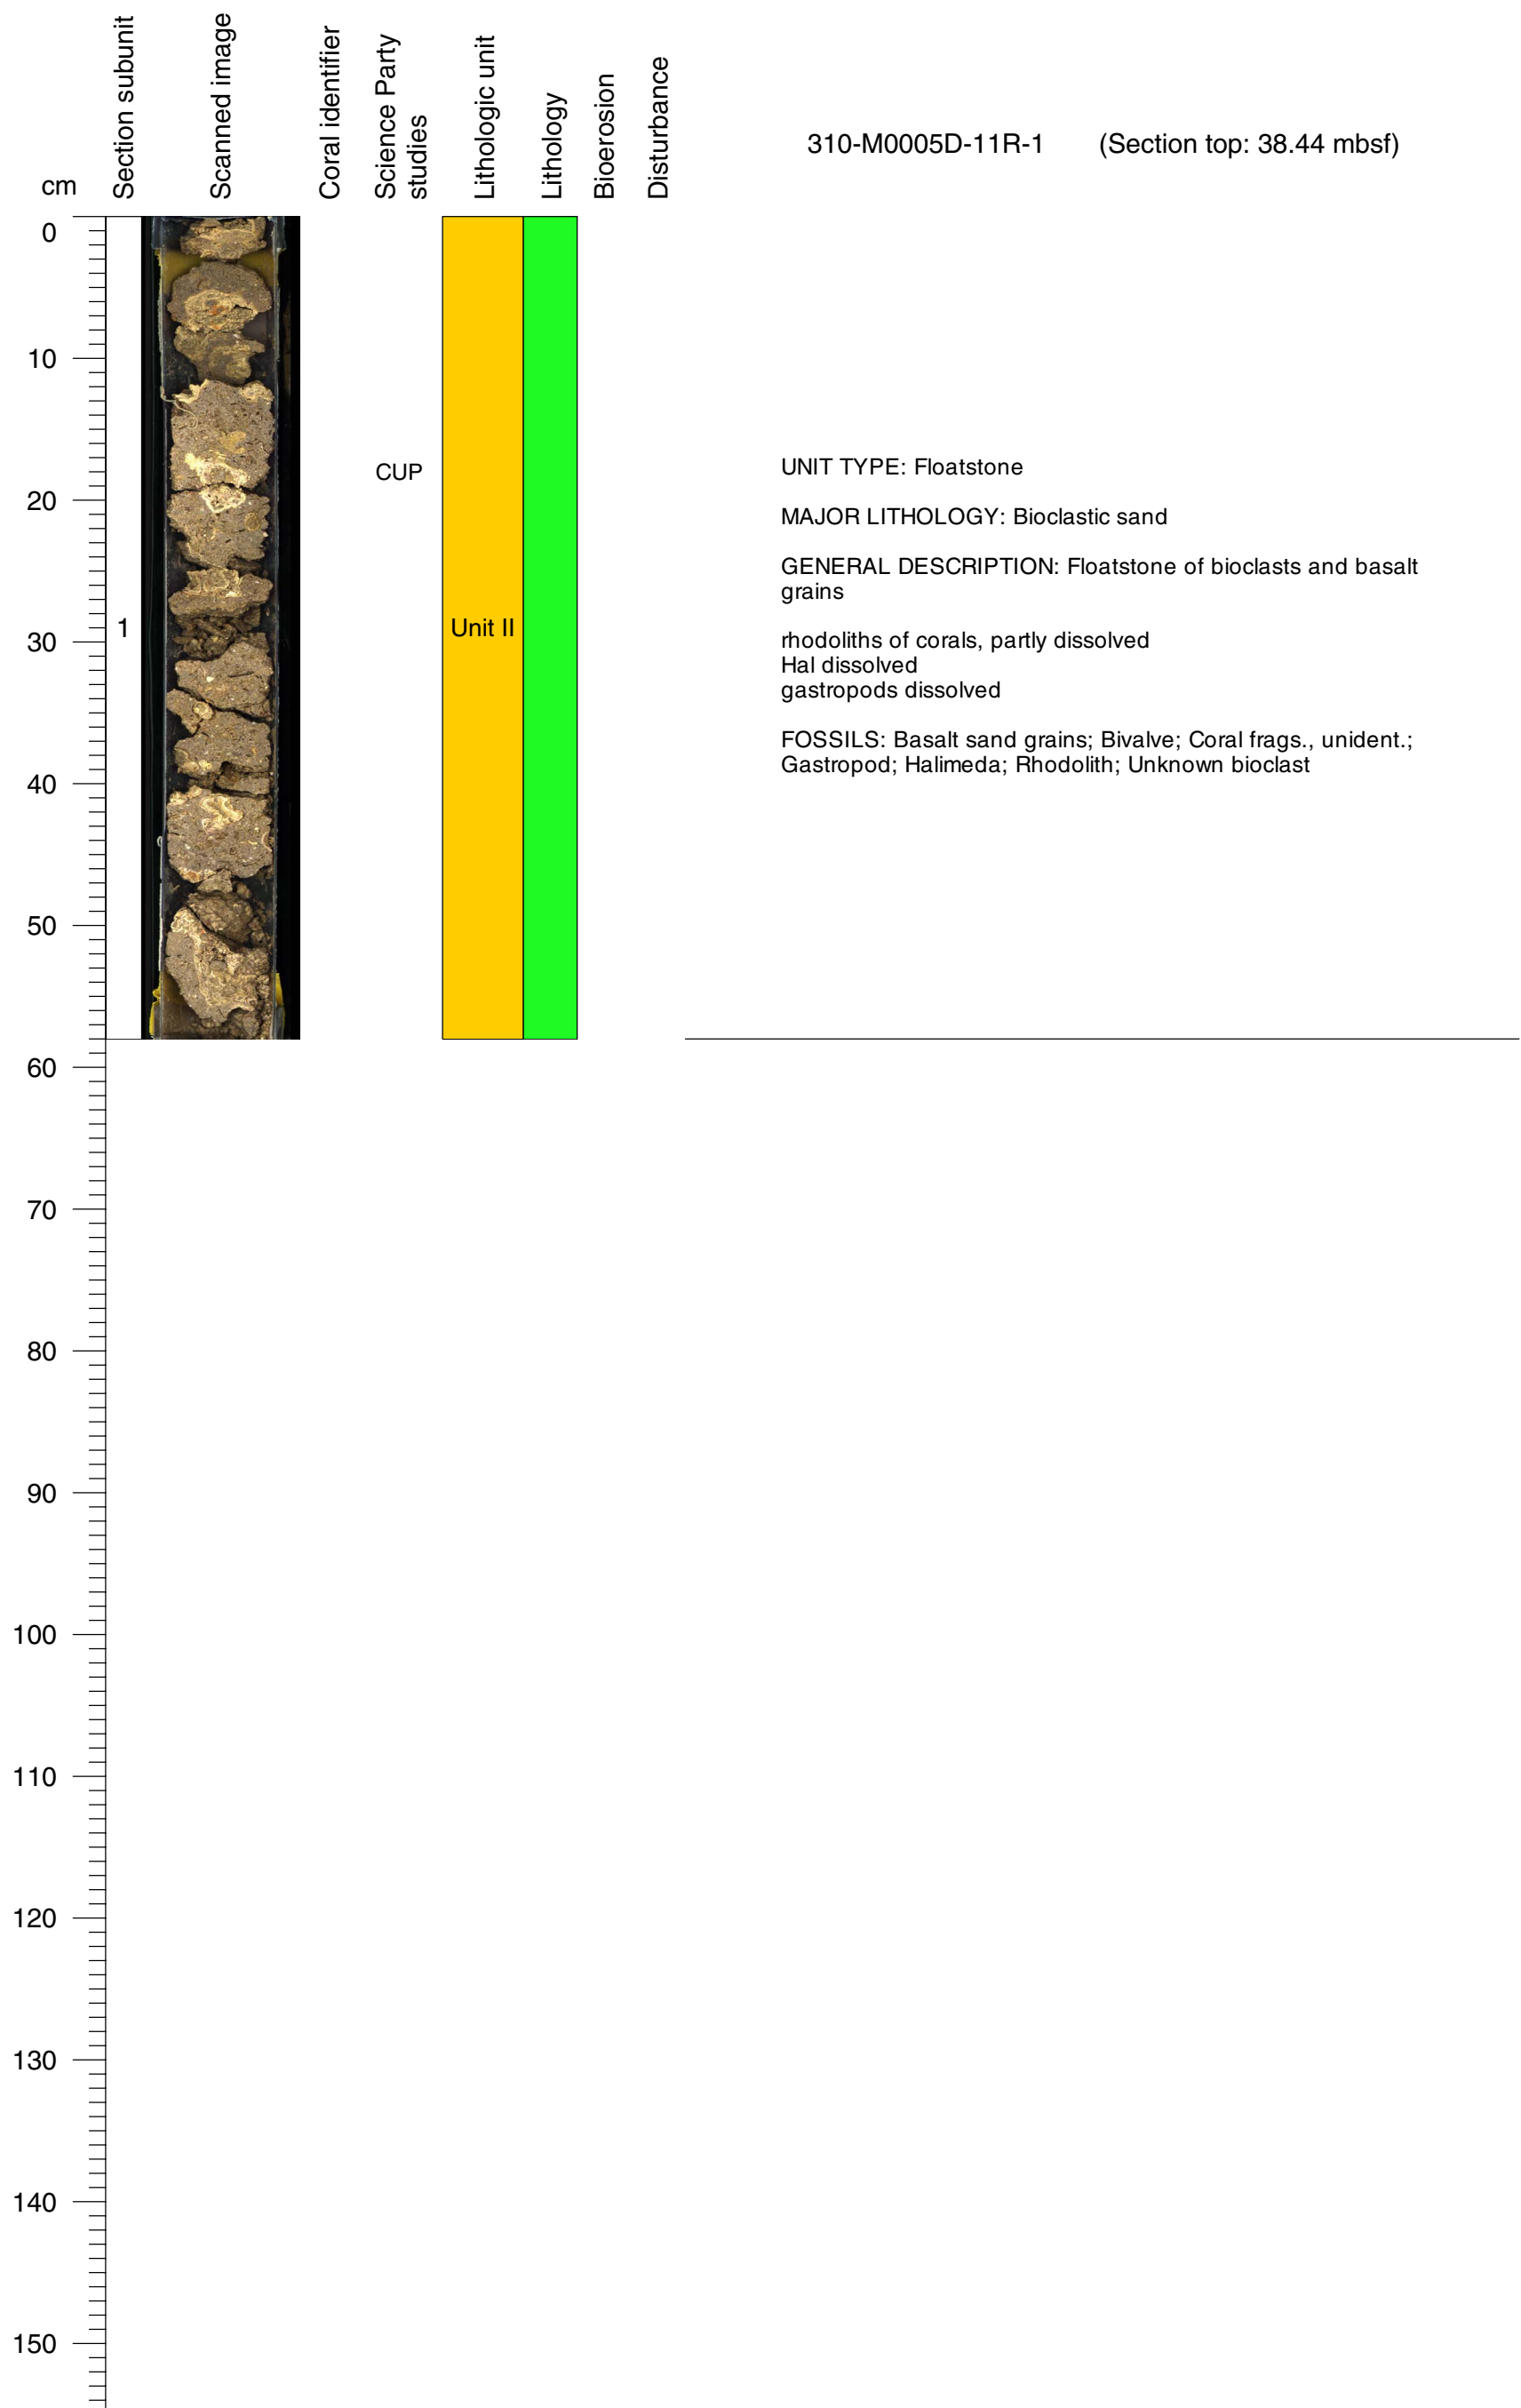 Section subunit
Scanned image
Coral identifier
Science Party
studies
Lithologic unit
Lithology
Bioerosion
Disturbance
310-M0005D-11R-1 (Section top: 38.44 mbsf)
cm
0
10
20
30
40
50
60
70
80
90
100
110
120
130
140
150
1
CUP
Unit II
UNIT TYPE: Floatstone
MAJOR LITHOLOGY: Bioclastic sand
GENERAL DESCRIPTION: Floatstone of bioclasts and basalt
grains
rhodoliths of corals, partly dissolved
Hal dissolved
gastropods dissolved
FOSSILS: Basalt sand grains; Bivalve; Coral frags., unident.;
Gastropod; Halimeda; Rhodolith; Unknown bioclast